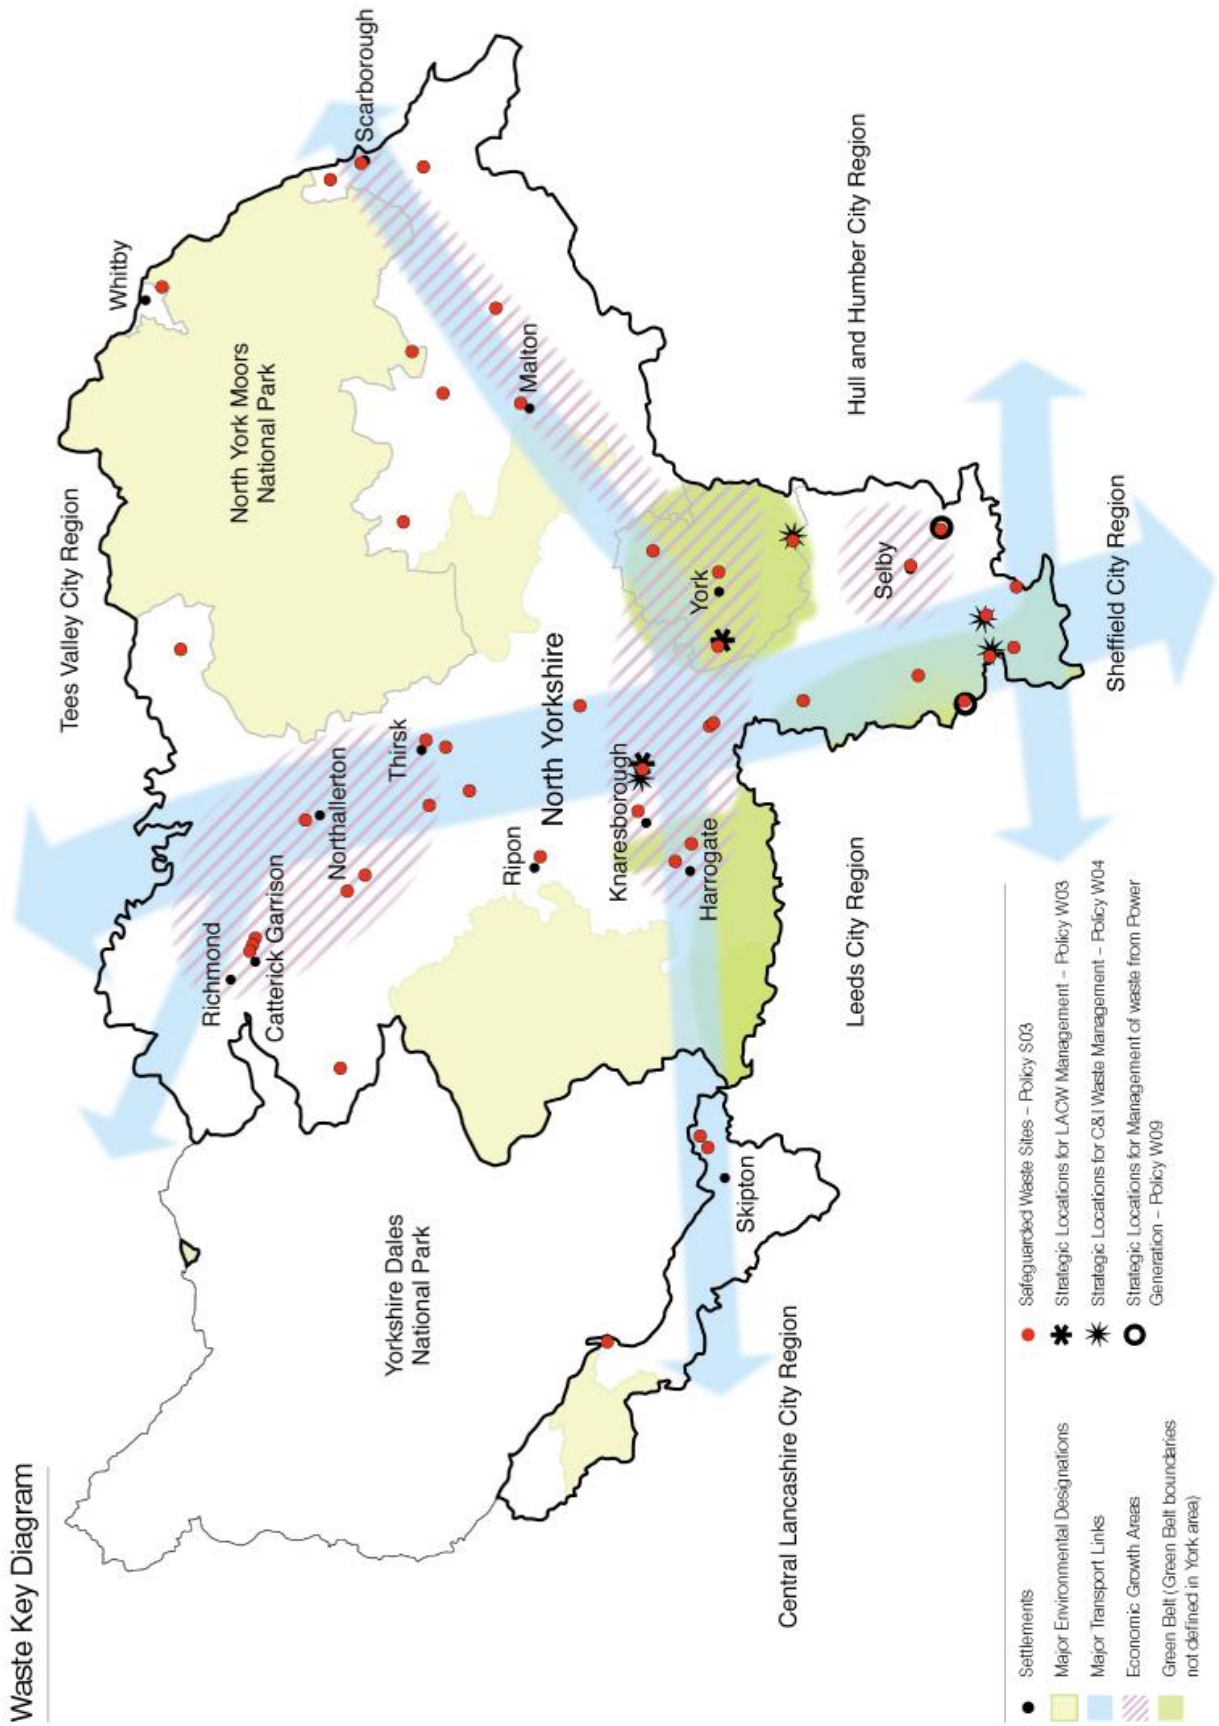 Waste Key Diagram
Tees Valley City Region
Whitby
Scarborough
North York Moors
National Park
Richmond
Catterick Garrison
Northallerton
Thirsk
Malton
Yorkshire Dales
National Park
Ripon
North Yorkshire
Knaresborough
Harrogate
York
Skipton
Selby
Central Lancashire City Region
Leeds City Region
Hull and Humber City Region
Sheffield City Region
Settlements
Major Environmental Designations
Major Transport Links
Economic Growth Areas
Green Belt (Green Belt boundaries
not defined in York area)
Safeguarded Waste Sites – Policy S03
Strategic Locations for LACW Management – Policy W03
Strategic Locations for C&I Waste Management – Policy W04
Strategic Locations for Management of waste from Power
Generation – Policy W09